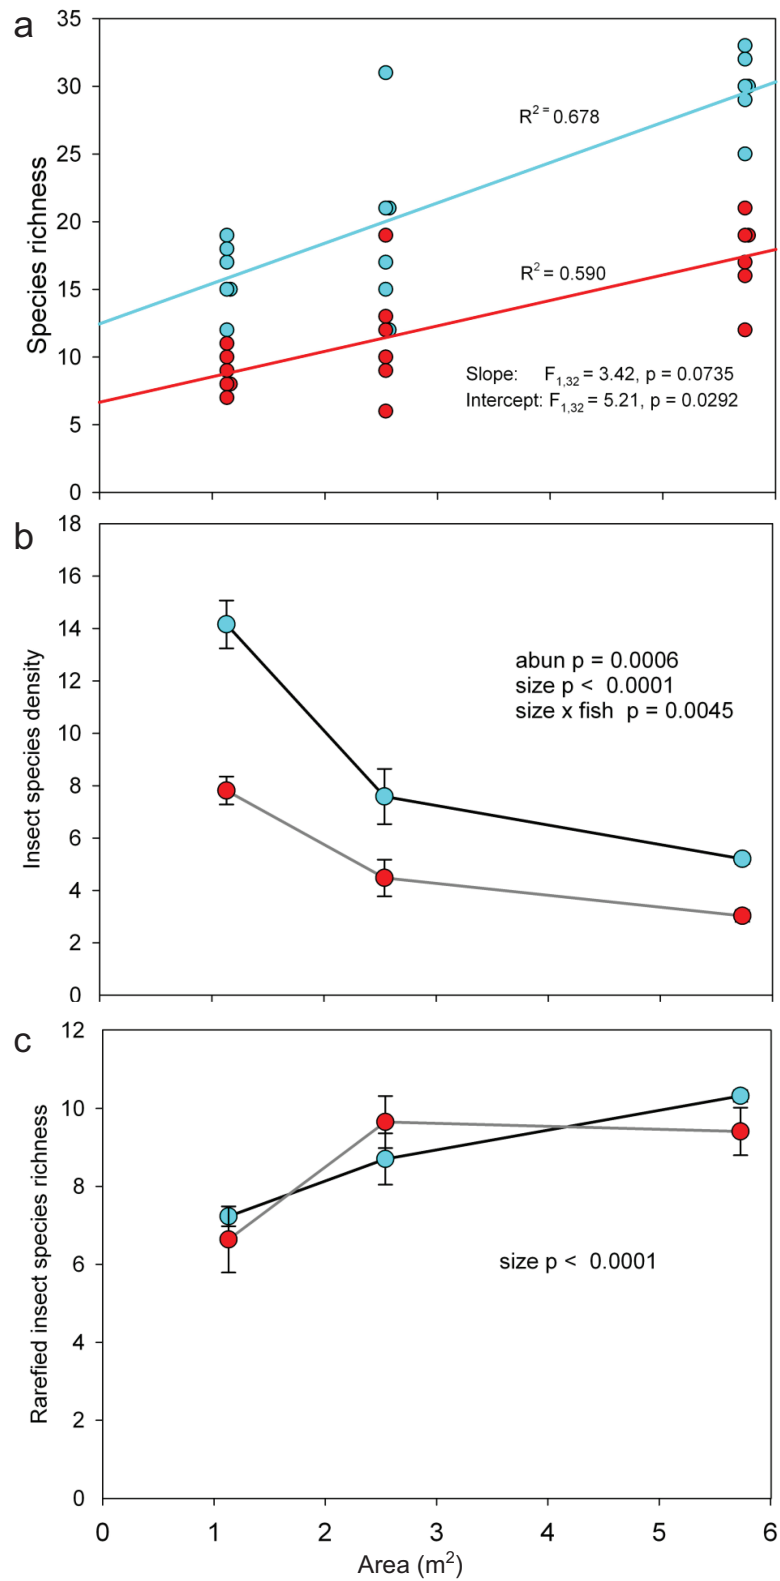 a
35
30
25
20
15
10
5
0
Species richness
R² = 0.678
R² = 0.590
Slope: F₁,₃₂ = 3.42, p = 0.0735
Intercept: F₁,₃₂ = 5.21, p = 0.0292
b
18
16
14
12
10
8
6
4
2
0
Insect species density
abun p = 0.0006
size p < 0.0001
size x fish p = 0.0045
c
12
10
8
6
4
2
0
Rarefied insect species richness
size p < 0.0001
0 1 2 3 4 5 6
Area (m²)